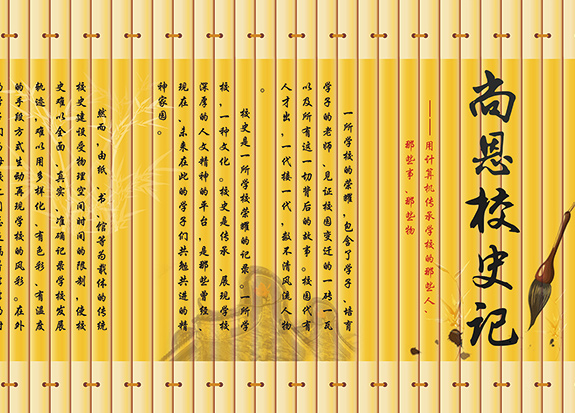 尚恩校史记
——用计算机传承学校的那些人、
那些事、那些物
一所学校的荣耀，包含了学子、培育
学子的老师、见证校园变迁的一砖一瓦
以及所有这一切背后的故事。校园代有
人才出，一代接一代，数不清风流人物
。
校史是一所学校荣耀的记录。一所学
校，一种文化。校史是传承、展现学校
深厚的人文精神的平台，是那些曾经、
现在、未来在此的学子们共勉共进的精
神家园。
然而，由纸、书、馆等为载体的传统
校史建设受物理空间时间的限制，使校
史难以全面、真实、准确记录学校发展
轨迹，难以用多样化、有色彩、有温度
的手段方式生动再现学校的风彩。在外